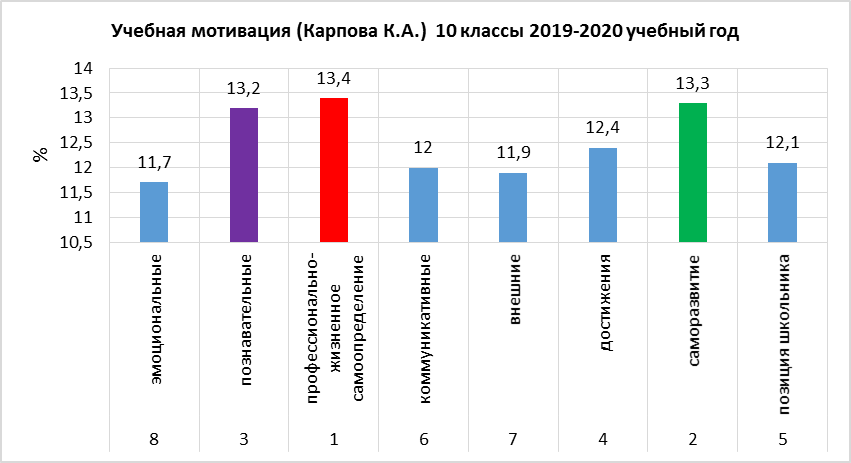 Учебная мотивация (Карпова К.А.)  10 классы 2019-2020 учебный год
%
14
13,5
13
12,5
12
11,5
11
10,5
11,7
13,2
13,4
12
11,9
12,4
13,3
12,1
эмоциональные
познавательные
профессионально-
жизненное
самоопределение
коммуникативные
внешние
достижения
саморазвитие
позиция школьника
8
3
1
6
7
4
2
5